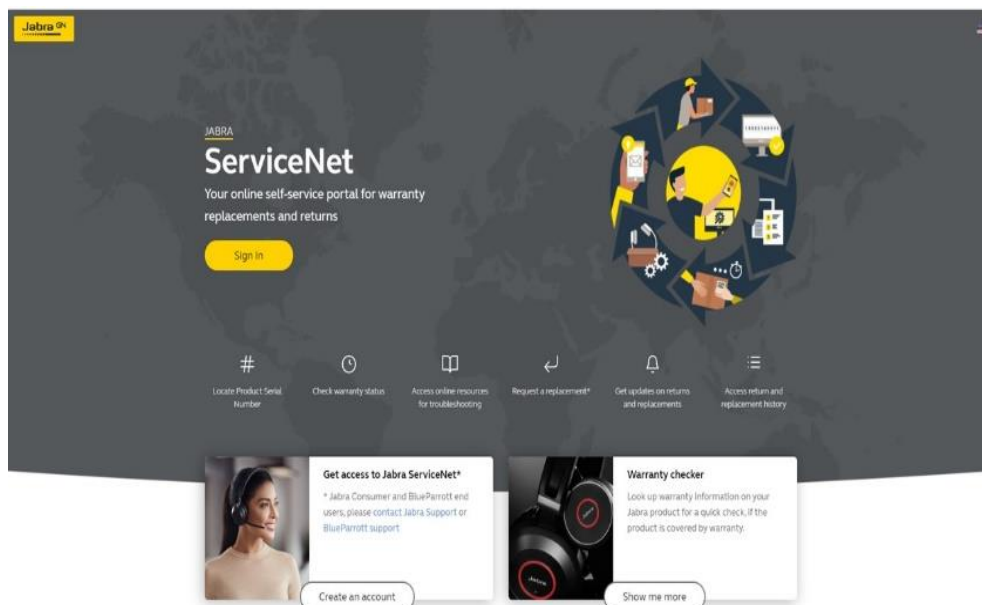 Jabra GN
JABRA
ServiceNet
Your online self-service portal for warranty
replacements and returns
Sign In
Locate Product Serial
Number
Check warranty status
Access online resources
for troubleshooting
Request a replacement*
Get updates on returns
and replacements
Access return and
replacement history
Get access to Jabra ServiceNet*
* Jabra Consumer and BlueParrott end
users, please contact Jabra Support or
BlueParrott support
Create an account
Warranty checker
Look up warranty information on your
Jabra product for a quick check, if the
product is covered by warranty.
Show me more